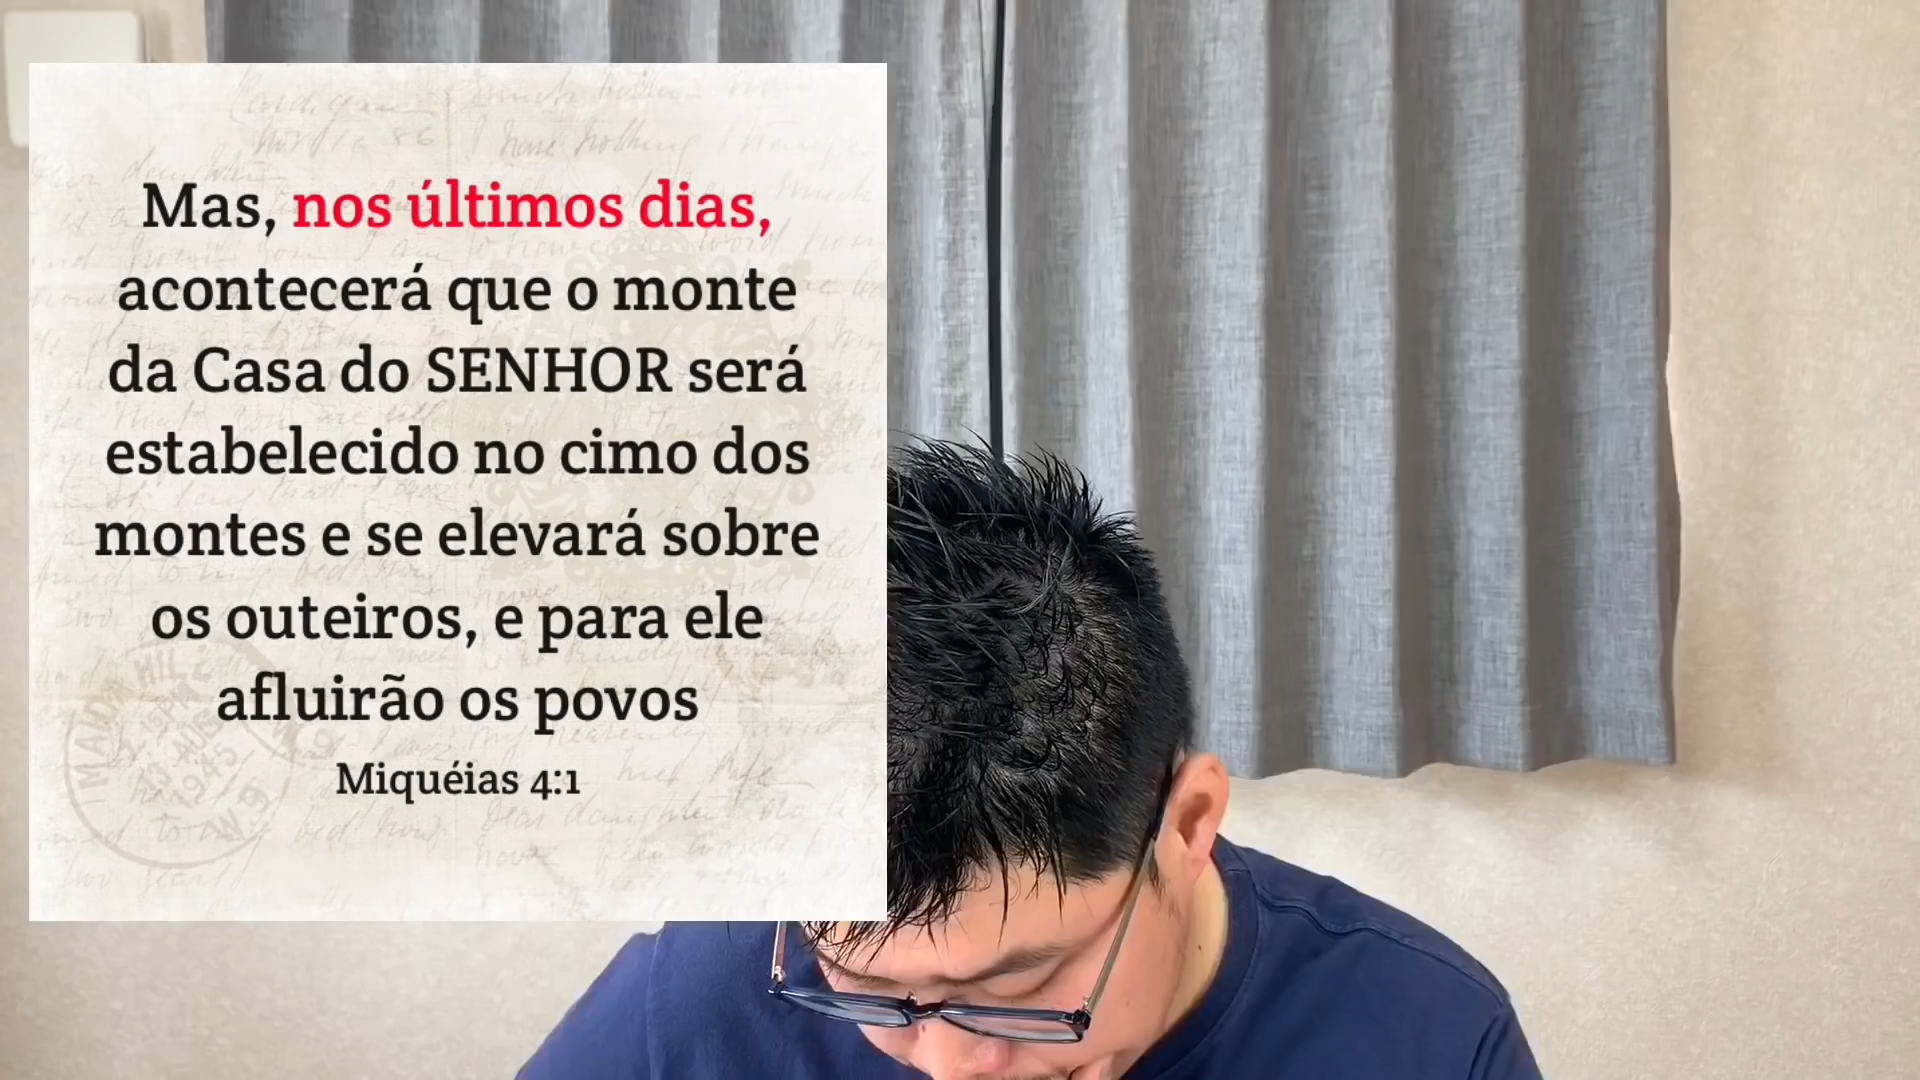 Mas, nos últimos dias,
acontecerá que o monte
da Casa do SENHOR será
estabelecido no cimo dos
montes e se elevará sobre
os outeiros, e para ele
afluirão os povos
Miquéias 4:1